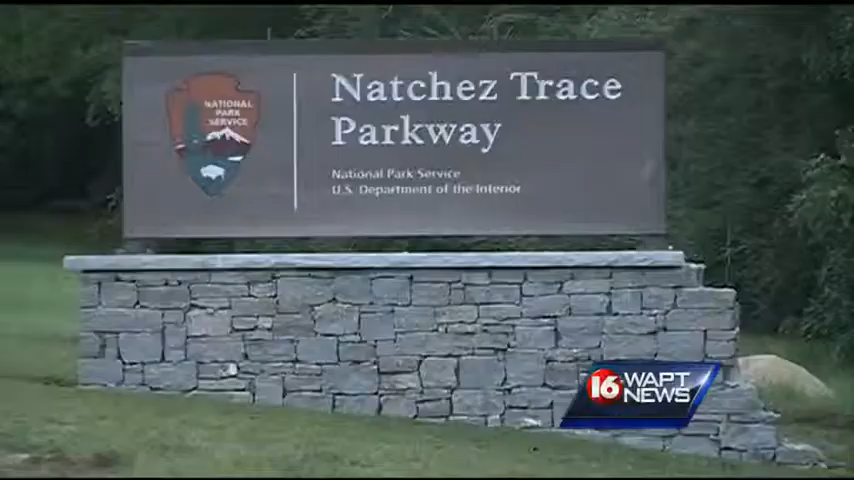 NATIONAL
PARK
SERVICE
Natchez Trace
Parkway
National Park Service
U.S. Department of the Interior
16 WAPT
NEWS